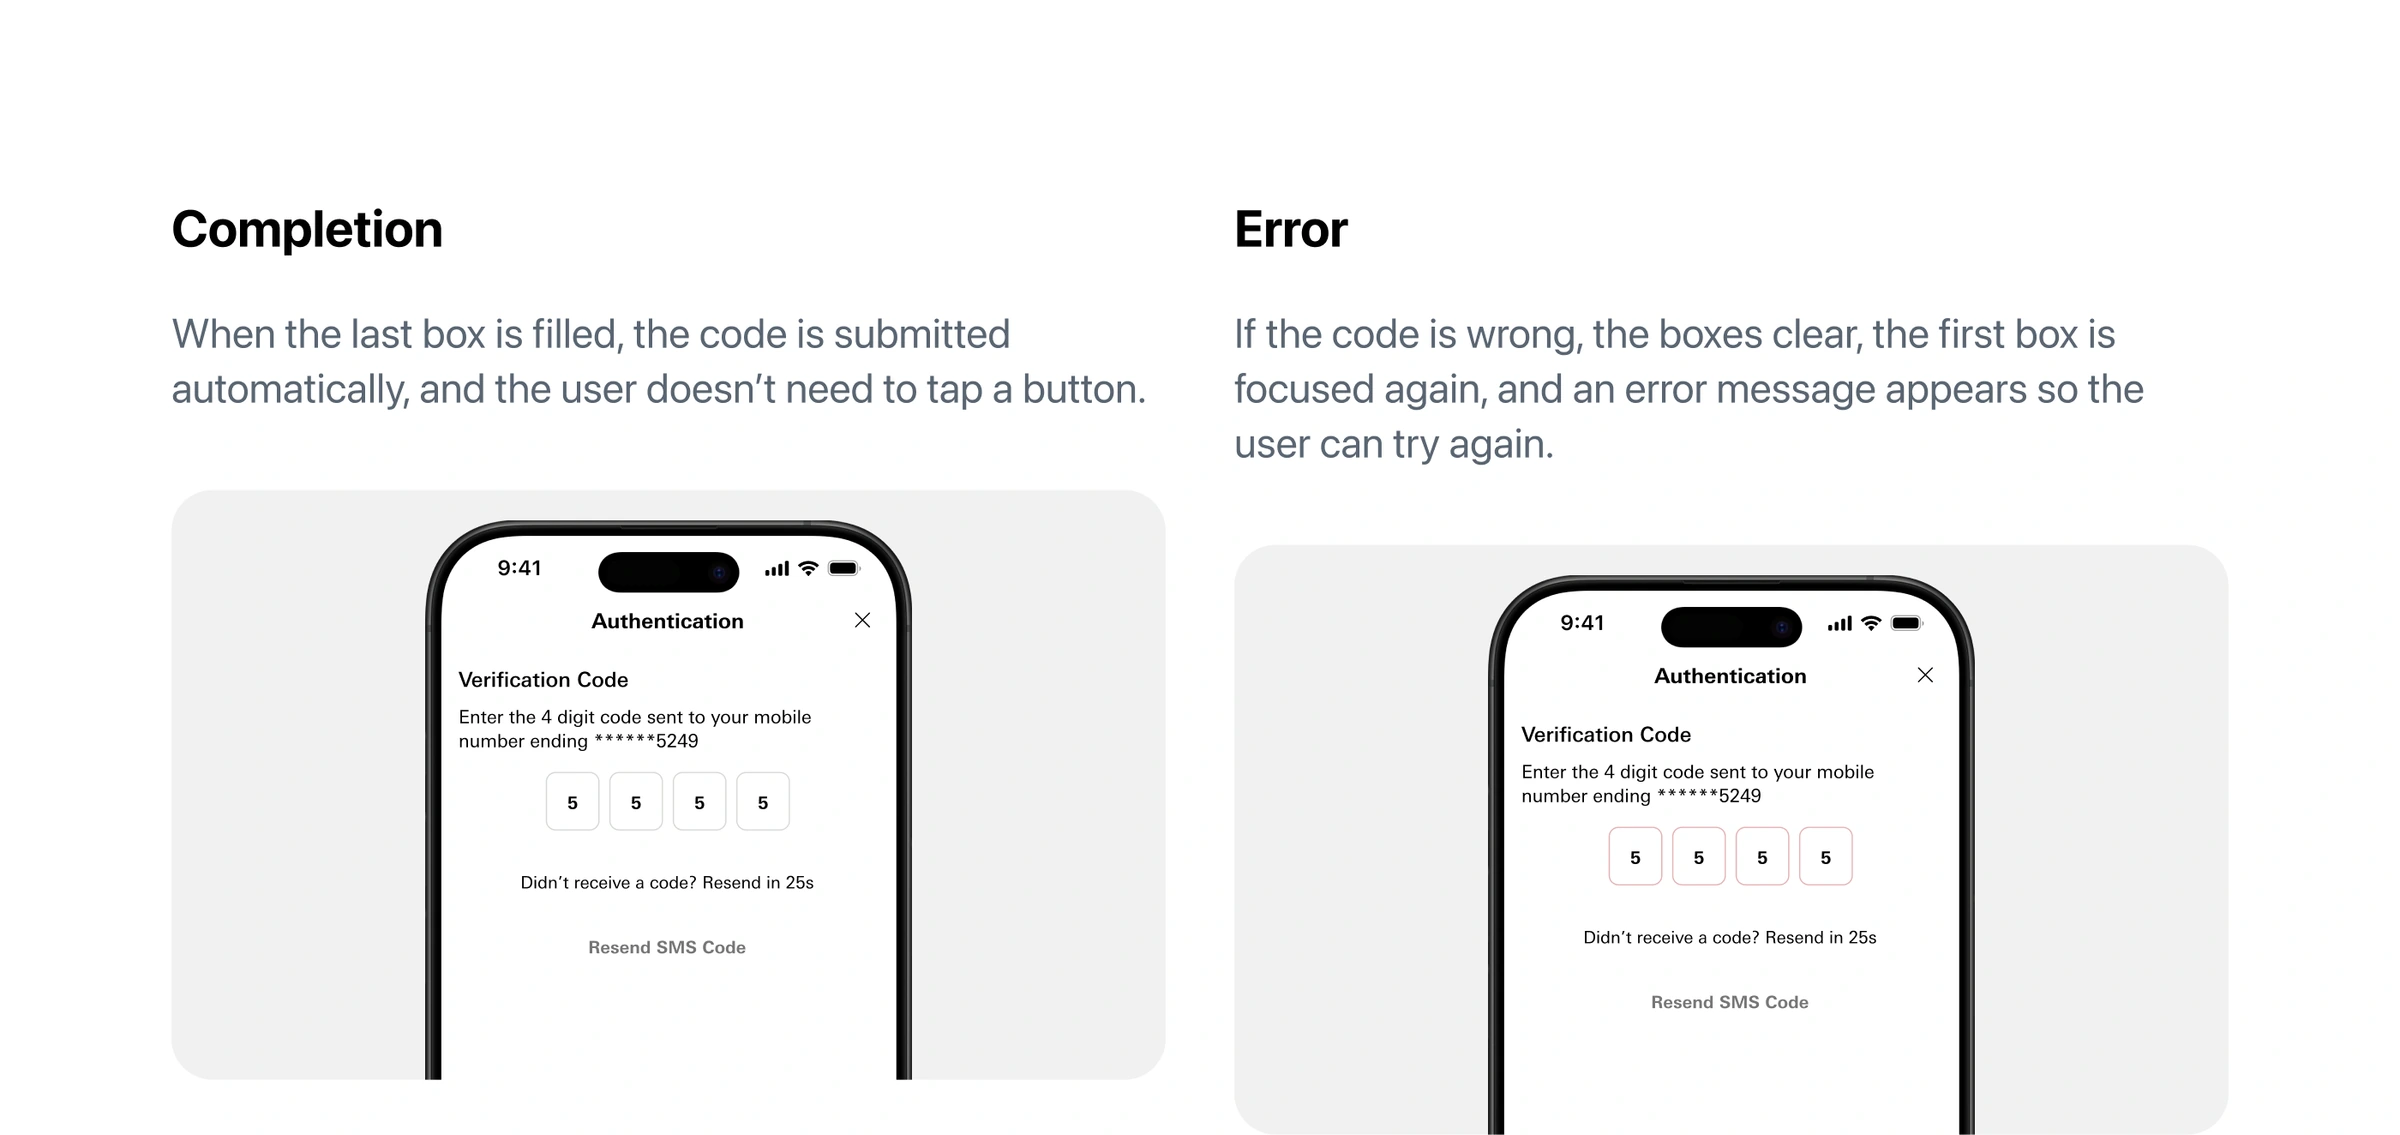 Completion
When the last box is filled, the code is submitted
automatically, and the user doesn’t need to tap a button.
9:41
Authentication
Verification Code
Enter the 4 digit code sent to your mobile
number ending ******5249
5 5 5 5
Didn’t receive a code? Resend in 25s
Resend SMS Code
Error
If the code is wrong, the boxes clear, the first box is
focused again, and an error message appears so the
user can try again.
9:41
Authentication
Verification Code
Enter the 4 digit code sent to your mobile
number ending ******5249
5 5 5 5
Didn’t receive a code? Resend in 25s
Resend SMS Code